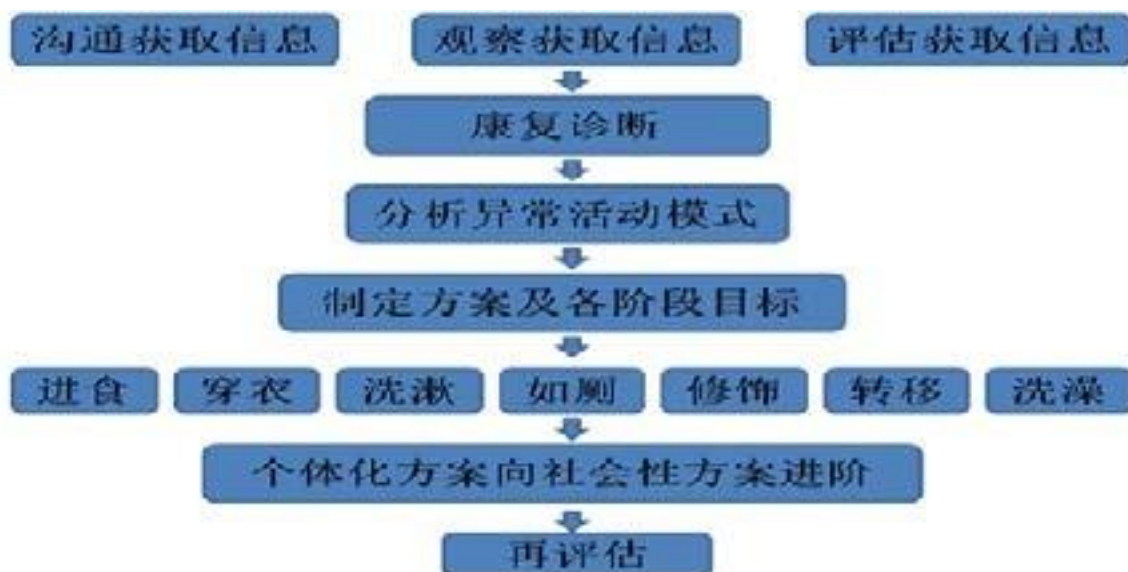 沟通获取信息 观察获取信息 评估获取信息
康复诊断
分析异常活动模式
制定方案及各阶段目标
进食 穿衣 洗漱 如厕 修饰 转移 洗澡
个体化方案向社会性方案进阶
再评估